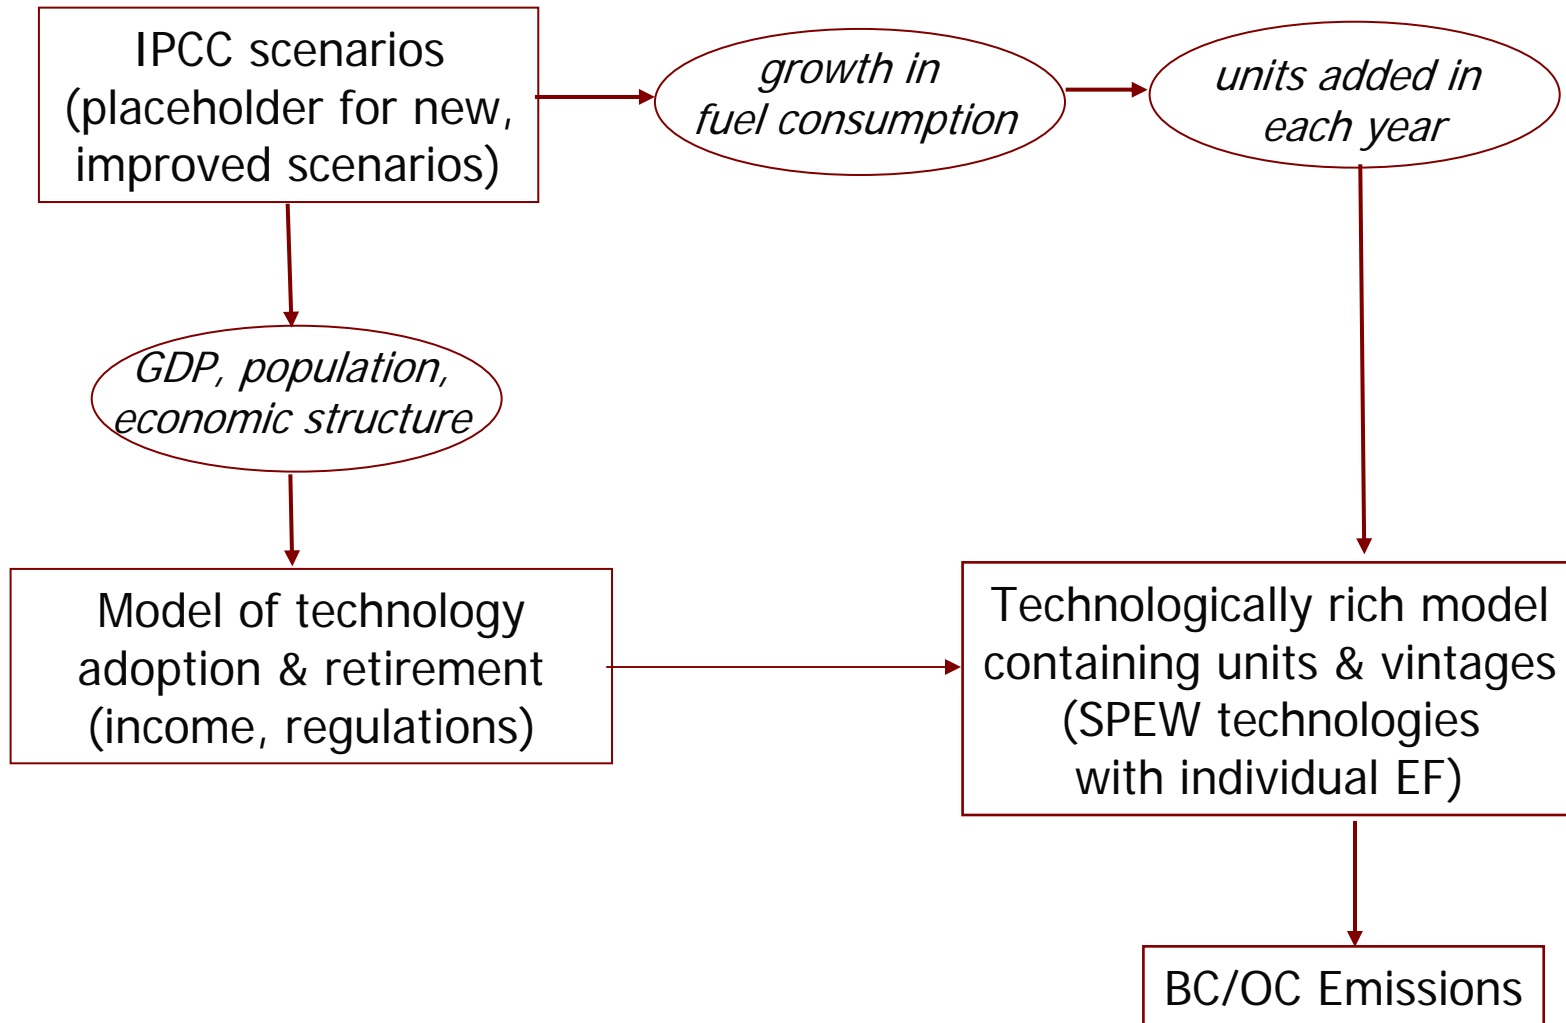 IPCC scenarios
(placeholder for new,
improved scenarios)
growth in
fuel consumption
units added in
each year
GDP, population,
economic structure
Model of technology
adoption & retirement
(income, regulations)
Technologically rich model
containing units & vintages
(SPEW technologies
with individual EF)
BC/OC Emissions